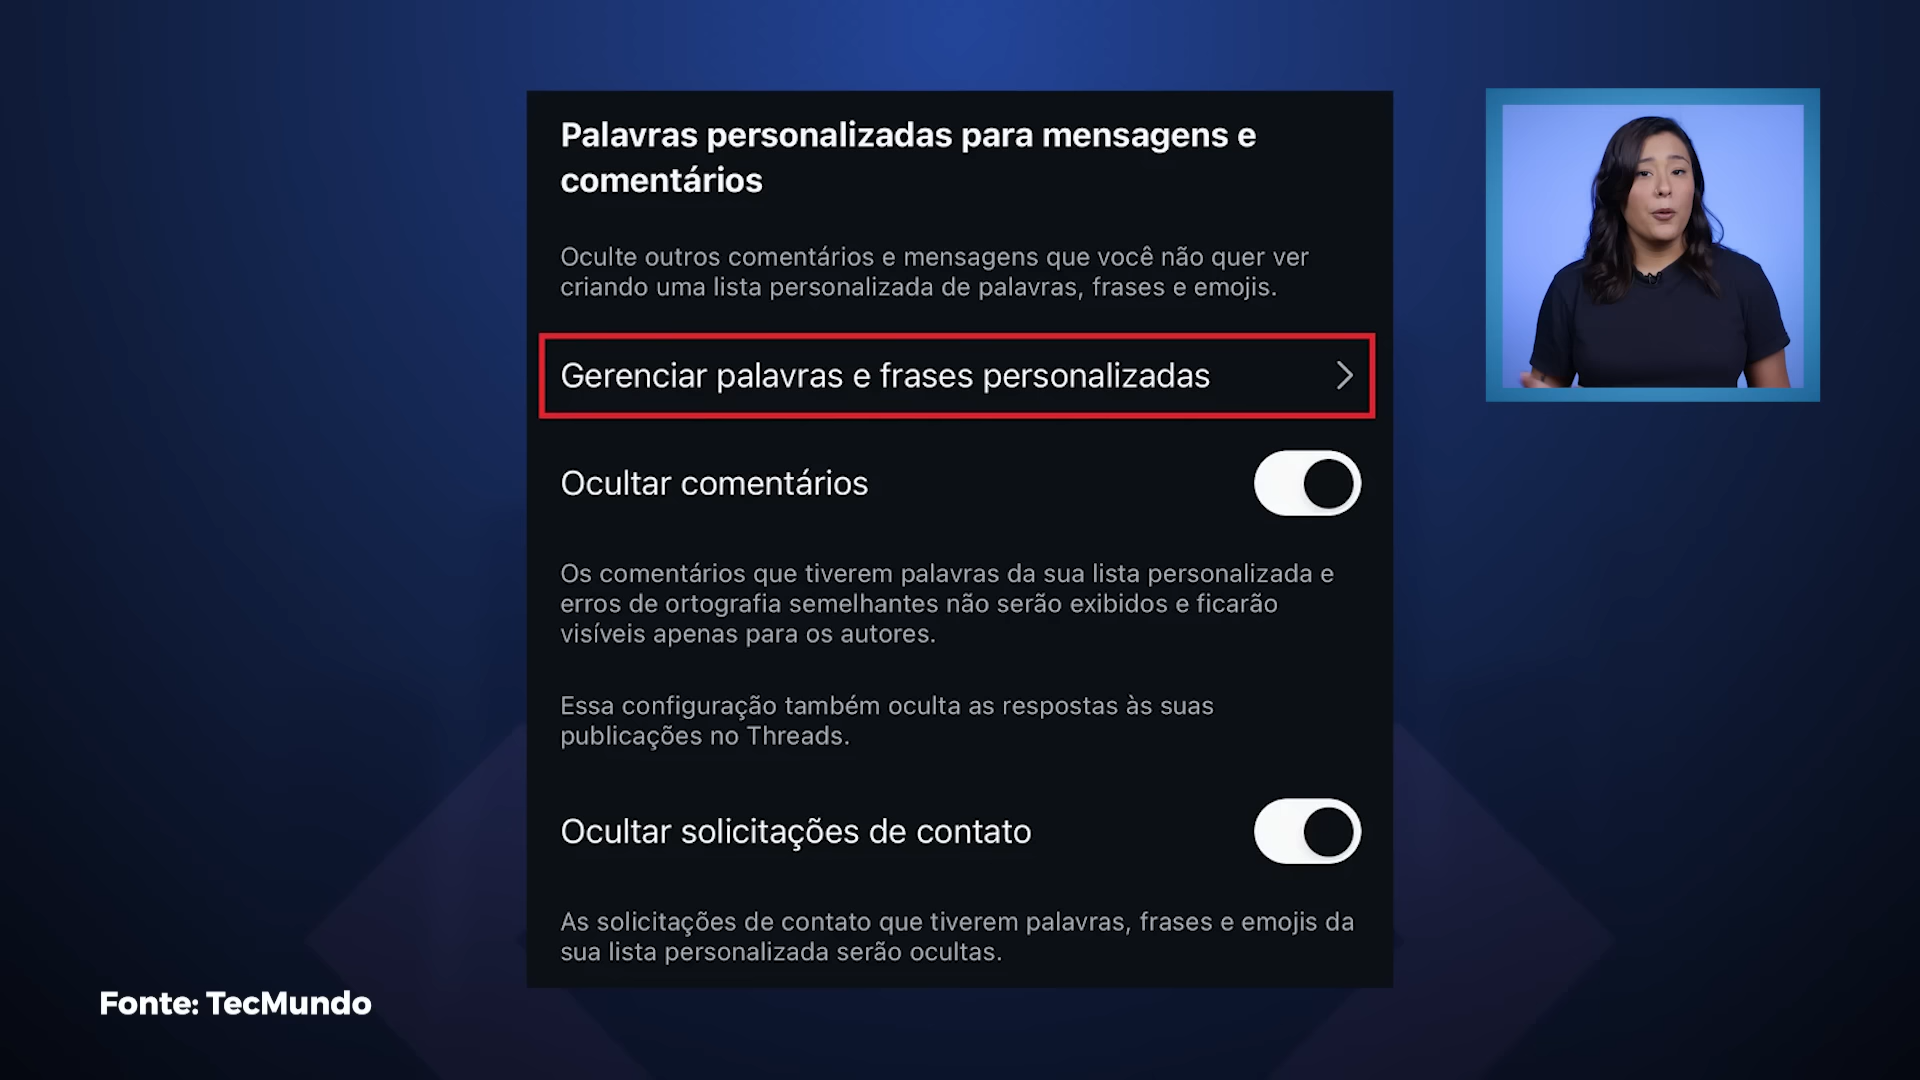 Palavras personalizadas para mensagens e
comentários
Oculte outros comentários e mensagens que você não quer ver
criando uma lista personalizada de palavras, frases e emojis.
Gerenciar palavras e frases personalizadas
Ocultar comentários
Os comentários que tiverem palavras da sua lista personalizada e
erros de ortografia semelhantes não serão exibidos e ficarão
visíveis apenas para os autores.
Essa configuração também oculta as respostas às suas
publicações no Threads.
Ocultar solicitações de contato
As solicitações de contato que tiverem palavras, frases e emojis da
sua lista personalizada serão ocultas.
Fonte: TecMundo